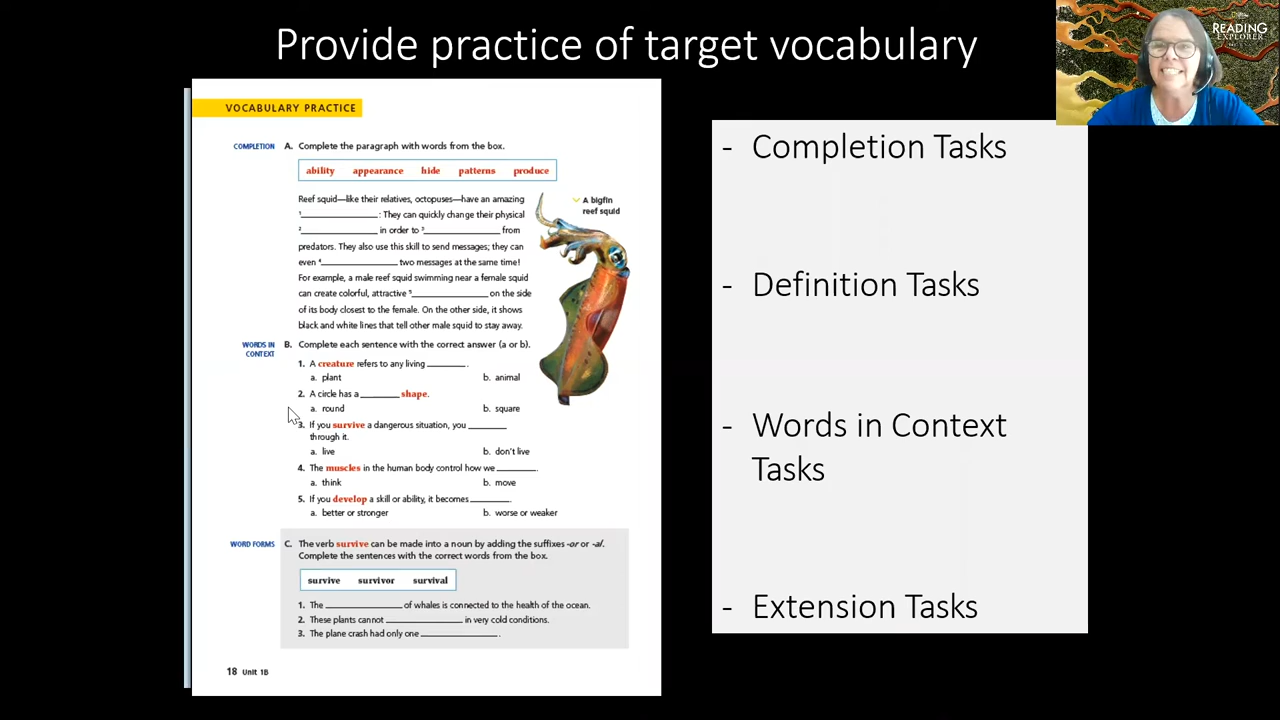 Provide practice of target vocabulary
READING
EXPLORER
VOCABULARY PRACTICE
COMPLETION A. Complete the paragraph with words from the box.
ability appearance hide patterns produce
Reef squid—like their relatives, octopuses—have an amazing
1____________ : They can quickly change their physical
2____________ in order to 3____________ from
predators. They also use this skill to send messages; they can
even 4____________ two messages at the same time!
For example, a male reef squid swimming near a female squid
can create colorful, attractive 5____________ on the side
of its body closest to the female. On the other side, it shows
black and white lines that tell other male squid to stay away.
A bigfin
reef squid
WORDS IN
CONTEXT
B. Complete each sentence with the correct answer (a or b).
1. A creature refers to any living ________ .
a. plant b. animal
2. A circle has a ________ shape.
a. round b. square
3. If you survive a dangerous situation, you ________
through it.
a. live b. don't live
4. The muscles in the human body control how we ________.
a. think b. move
5. If you develop a skill or ability, it becomes ________.
a. better or stronger b. worse or weaker
WORD FORMS C. The verb survive can be made into a noun by adding the suffixes -or or -al.
Complete the sentences with the correct words from the box.
survive survivor survival
1. The ____________ of whales is connected to the health of the ocean.
2. These plants cannot ____________ in very cold conditions.
3. The plane crash had only one ____________.
18 Unit 1B
- Completion Tasks
- Definition Tasks
- Words in Context
Tasks
- Extension Tasks